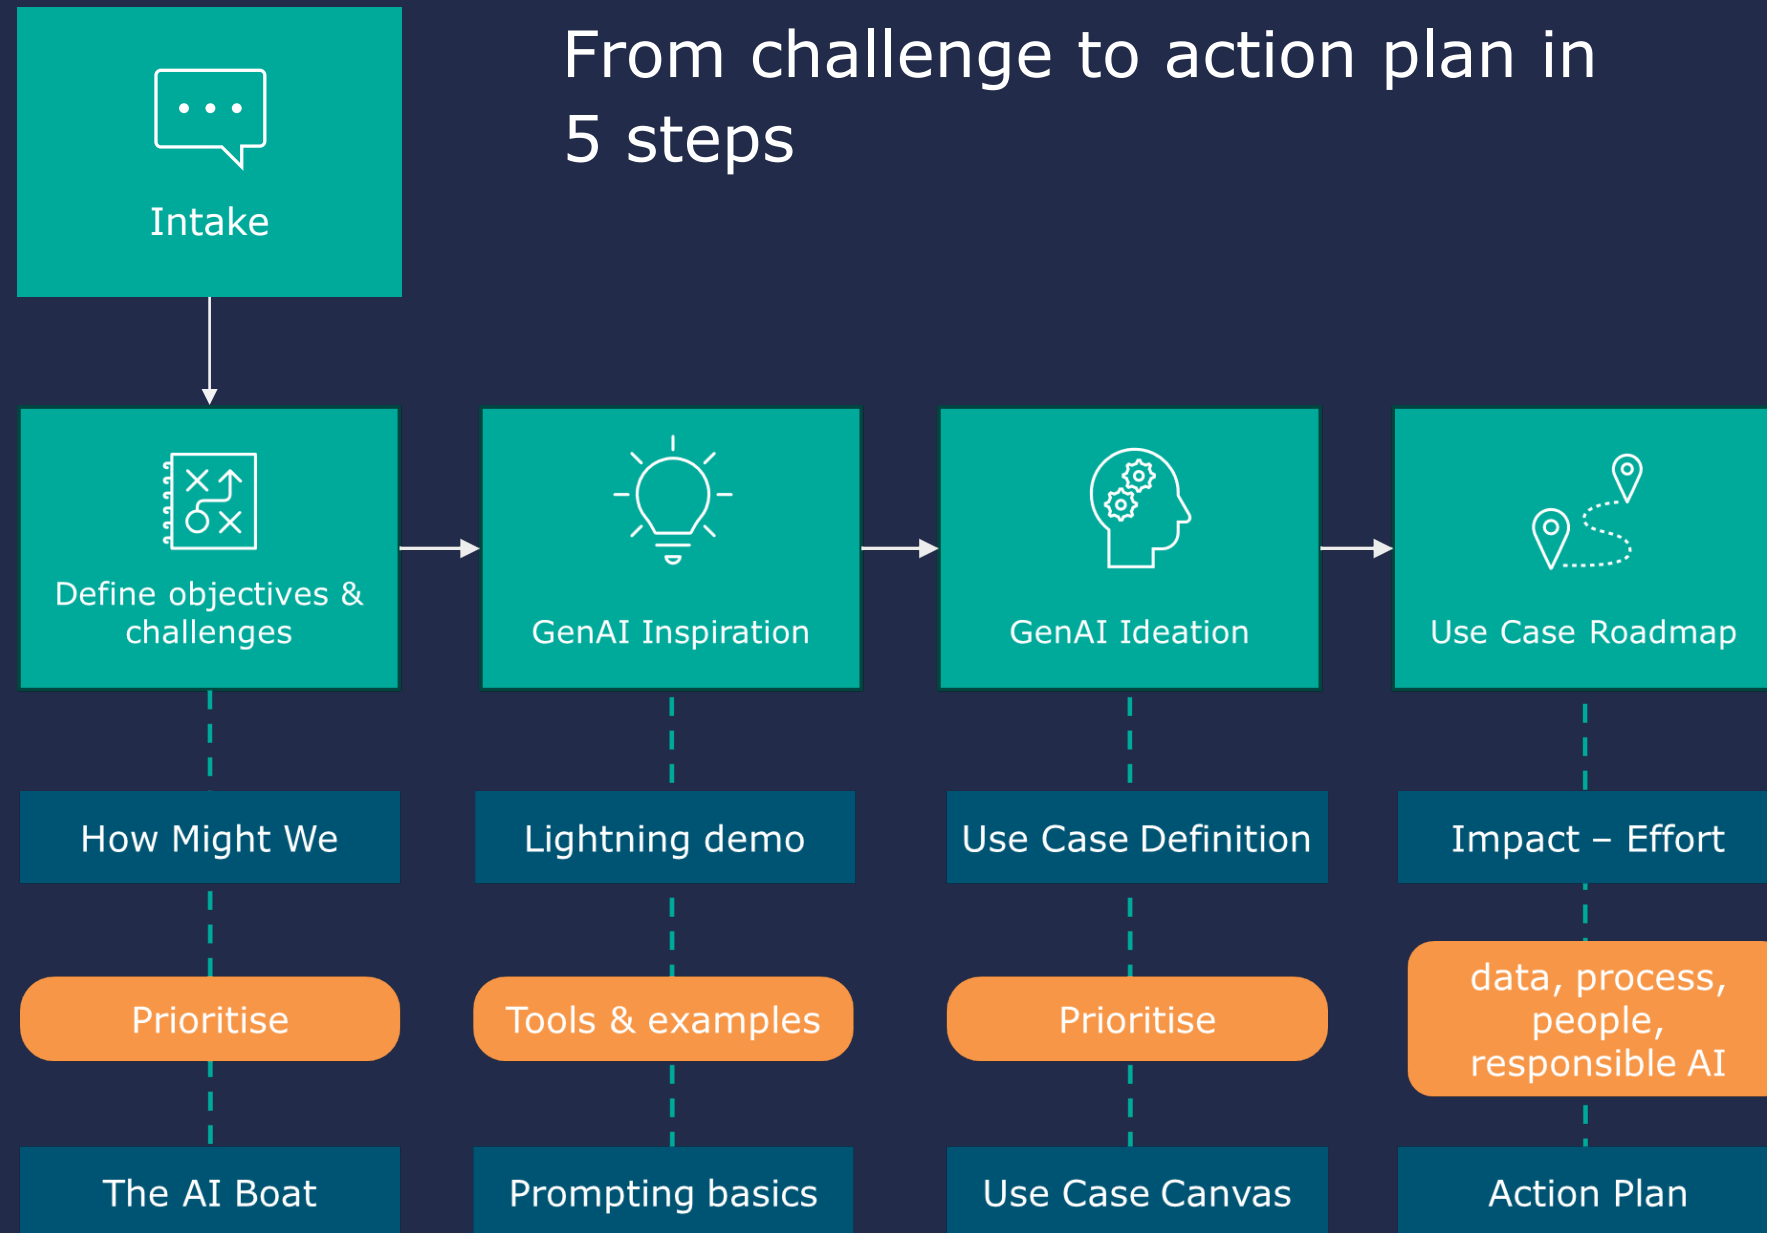 From challenge to action plan in
5 steps
Intake
Define objectives &
challenges
GenAI Inspiration
GenAI Ideation
Use Case Roadmap
How Might We
Lightning demo
Use Case Definition
Impact – Effort
Prioritise
Tools & examples
Prioritise
data, process,
people,
responsible AI
The AI Boat
Prompting basics
Use Case Canvas
Action Plan